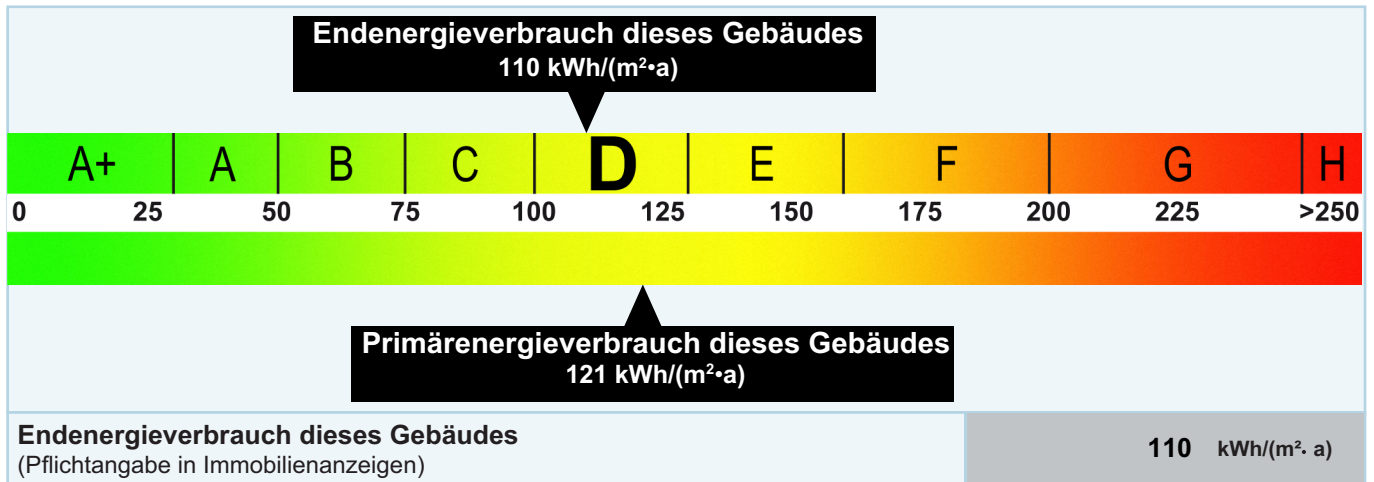 Endenergieverbrauch dieses Gebäudes
110 kWh/(m²•a)
A+ A B C D E F G H
0 25 50 75 100 125 150 175 200 225 >250
Primärenergieverbrauch dieses Gebäudes
121 kWh/(m²•a)
Endenergieverbrauch dieses Gebäudes 110 kWh/(m²· a)
(Pflichtangabe in Immobilienanzeigen)